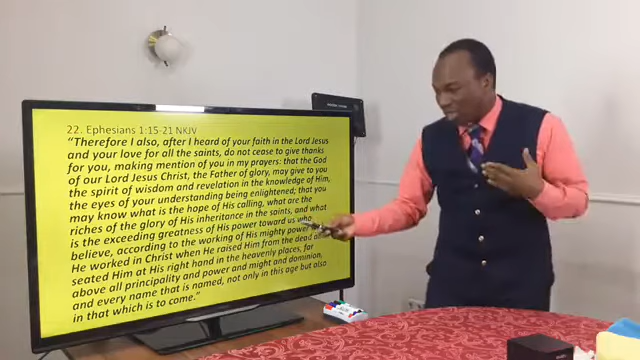 22. Ephesians 1:15-21 NKJV
"Therefore I also, after I heard of your faith in the Lord Jesus
and your love for all the saints, do not cease to give thanks
for you, making mention of you in my prayers: that the God
of our Lord Jesus Christ, the Father of glory, may give to you
the spirit of wisdom and revelation in the knowledge of Him,
the eyes of your understanding being enlightened; that you
may know what is the hope of His calling, what are the
riches of the glory of His inheritance in the saints, and what
is the exceeding greatness of His power toward us who
believe, according to the working of His mighty power
He worked in Christ when He raised Him from the dead and
seated Him at His right hand in the heavenly places, far
above all principality and power and might and dominion,
and every name that is named, not only in this age but also
in that which is to come."